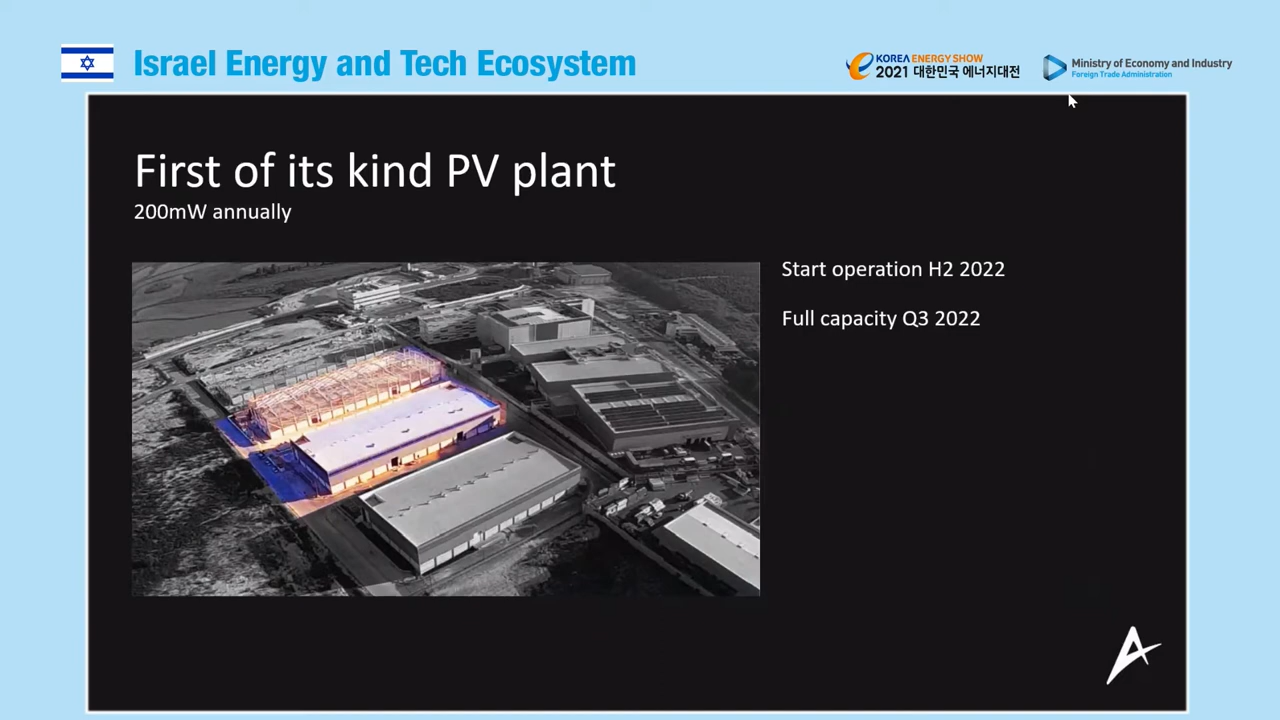 Israel Energy and Tech Ecosystem
KOREA ENERGY SHOW
2021 대한민국 에너지대전
Ministry of Economy and Industry
Foreign Trade Administration
First of its kind PV plant
200mW annually
Start operation H2 2022
Full capacity Q3 2022